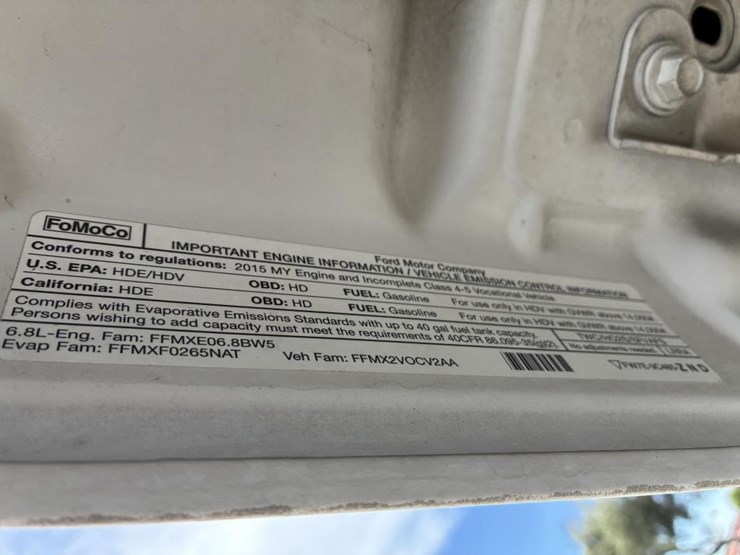 FoMoCo
Ford Motor Company
IMPORTANT ENGINE INFORMATION / VEHICLE EMISSION CONTROL INFORMATION
Conforms to regulations: 2015 MY Engine and Incomplete Class 4-5 Vocational Vehicle
U.S. EPA: HDE/HDV OBD: HD FUEL: Gasoline For use only in HDV with GVWR above 14,000#
California: HDE OBD: HD FUEL: Gasoline For use only in HDV with GVWR above 14,000#
Complies with Evaporative Emissions Standards with up to 40 gal fuel tank capacity
Persons wishing to add capacity must meet the requirements of 40CFR 86.095-35(g)(2)
No adjustments needed
6.8L-Eng. Fam: FFMXE06.8BW5
Evap Fam: FFMXF0265NAT Veh Fam: FFMX2VOCV2AA
ZND